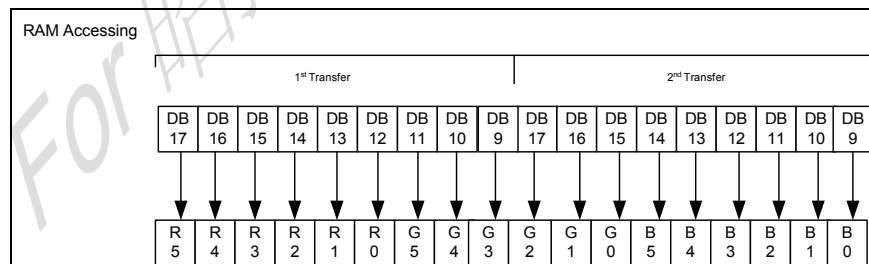 RAM Accessing
1st Transfer 2nd Transfer
DB DB DB DB DB DB DB DB DB DB DB DB DB DB DB DB DB DB
17 16 15 14 13 12 11 10 9 17 16 15 14 13 12 11 10 9
R R R R R R G G G G G G B B B B B B
5 4 3 2 1 0 5 4 3 2 1 0 5 4 3 2 1 0
For